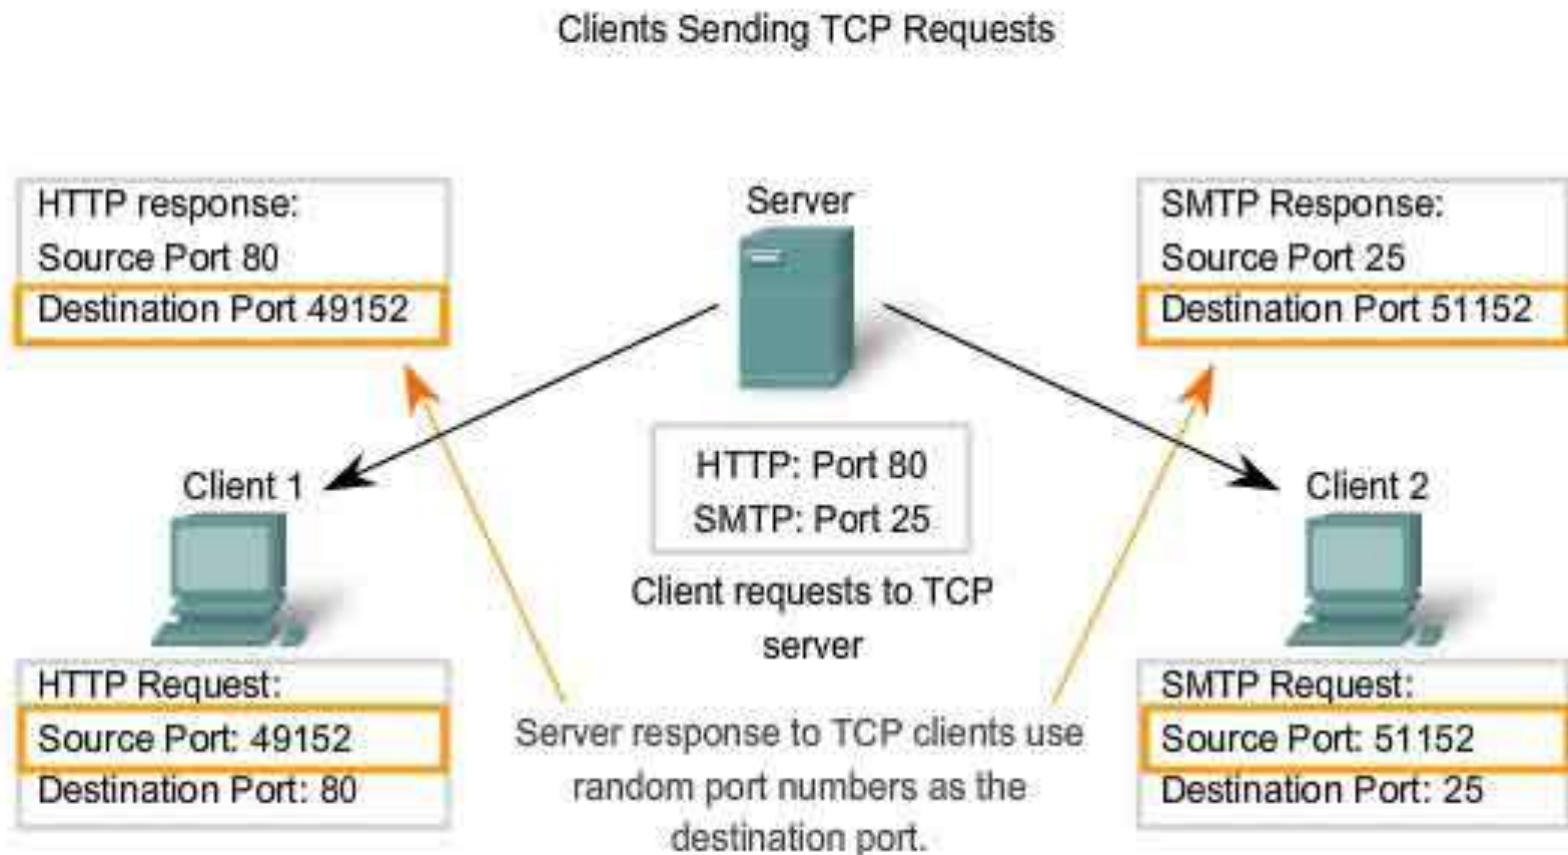 Clients Sending TCP Requests
HTTP response:
Source Port 80
Destination Port 49152
Server
SMTP Response:
Source Port 25
Destination Port 51152
HTTP: Port 80
SMTP: Port 25
Client 1
Client 2
Client requests to TCP
server
HTTP Request:
Source Port: 49152
Destination Port: 80
Server response to TCP clients use
random port numbers as the
destination port.
SMTP Request:
Source Port: 51152
Destination Port: 25